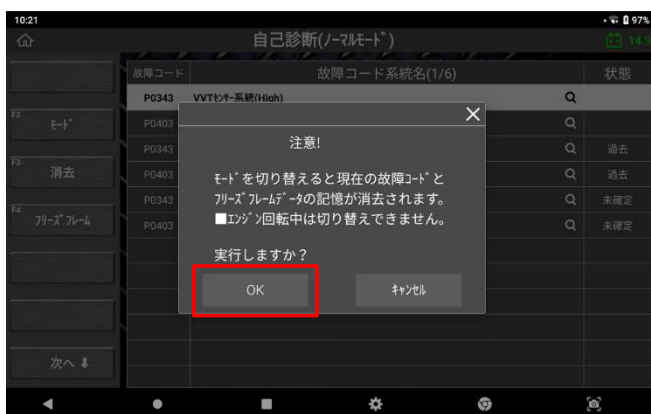 10:21
97%
自己診断(ﾉｰﾏﾙﾓｰﾄﾞ)
14.9
故障コード 故障コード系統名(1/6) 状態
P0343 VVTｾﾝｻｰ系統(High)
F2 ﾓｰﾄﾞ
P0403
P0343 過去
F3 消去
P0403 過去
P0343 未確定
F4 ﾌﾘｰｽﾞﾌﾚｰﾑ
P0403 未確定
次へ ⬇
注意!
ﾓｰﾄﾞを切り替えると現在の故障ｺｰﾄﾞと
ﾌﾘｰｽﾞﾌﾚｰﾑﾃﾞｰﾀの記憶が消去されます。
■ｴﾝｼﾞﾝ回転中は切り替えできません。
実行しますか？
OK
ｷｬﾝｾﾙ